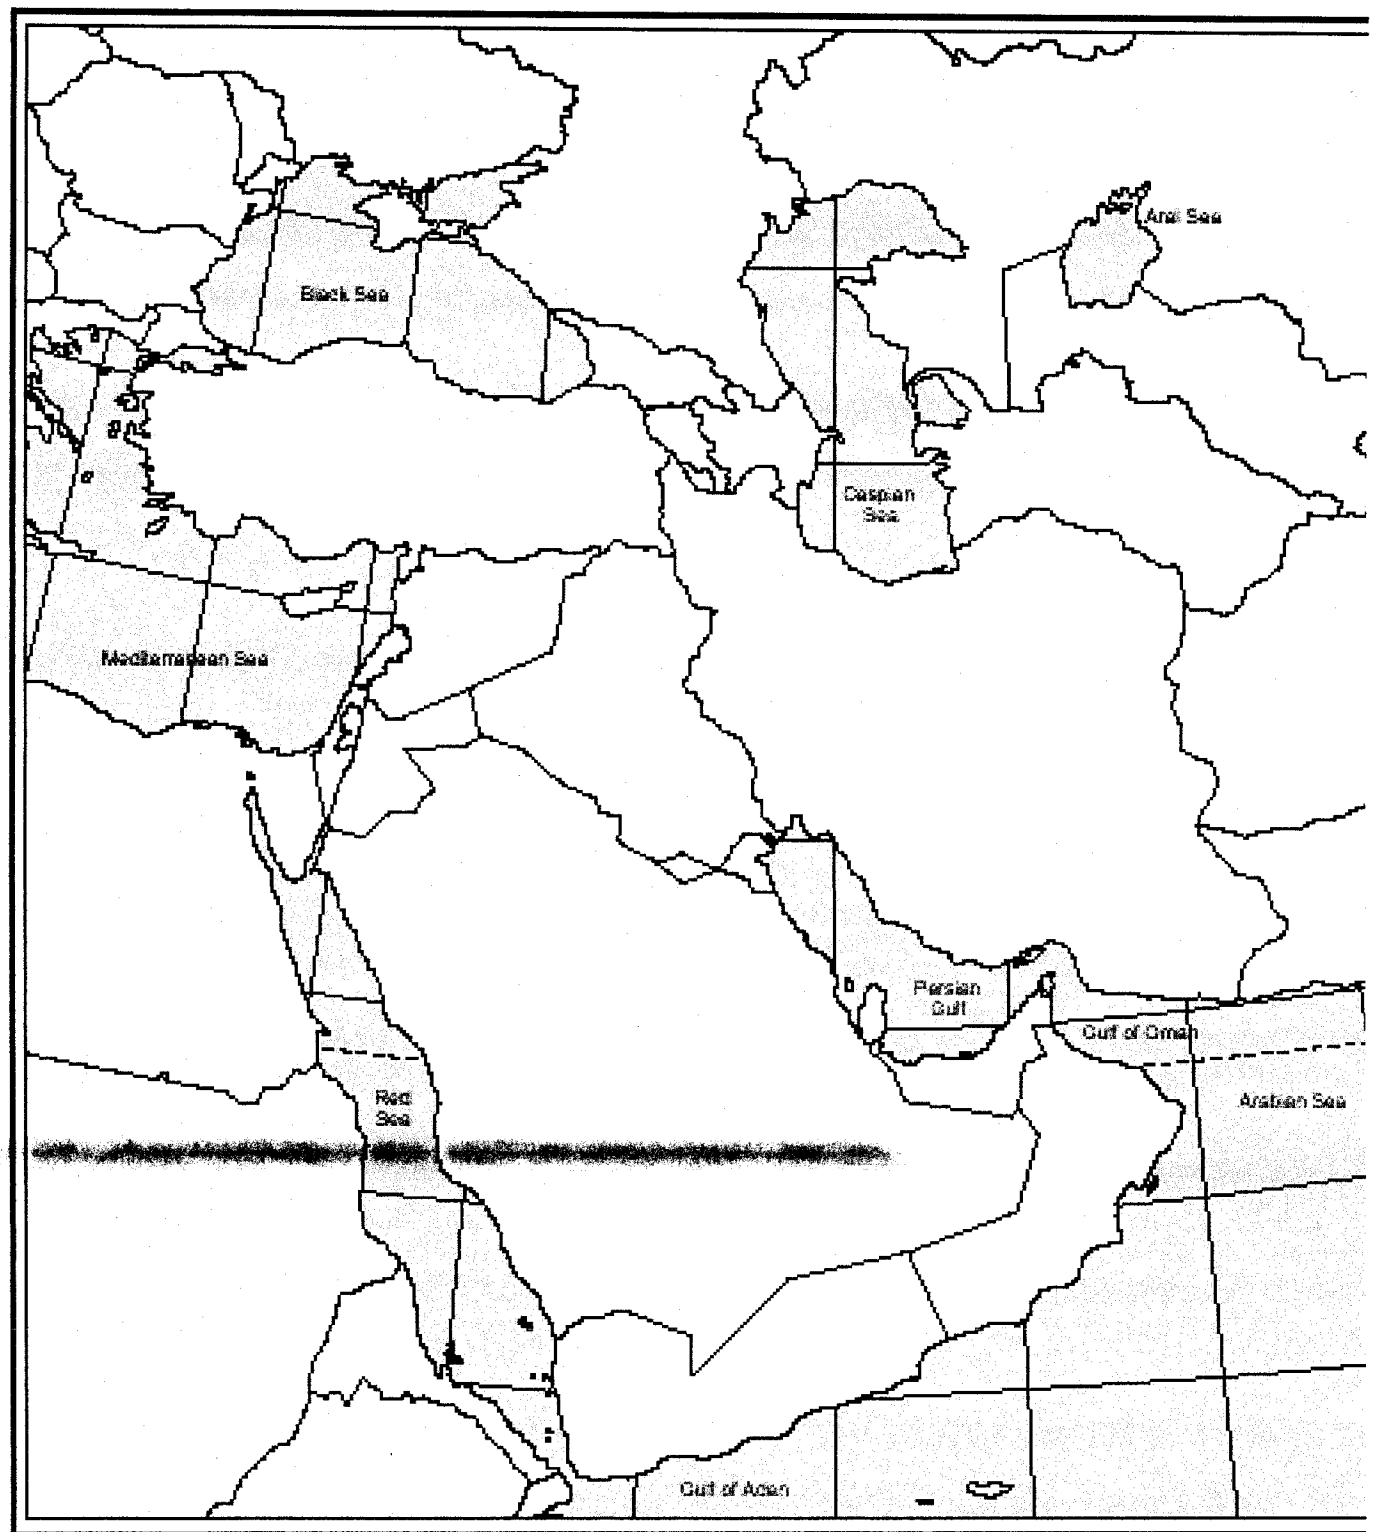 Aral Sea
Black Sea
Caspian
Sea
Mediterranean Sea
Persian
Gulf
Gulf of Oman
Red
Sea
Arabian Sea
Gulf of Aden